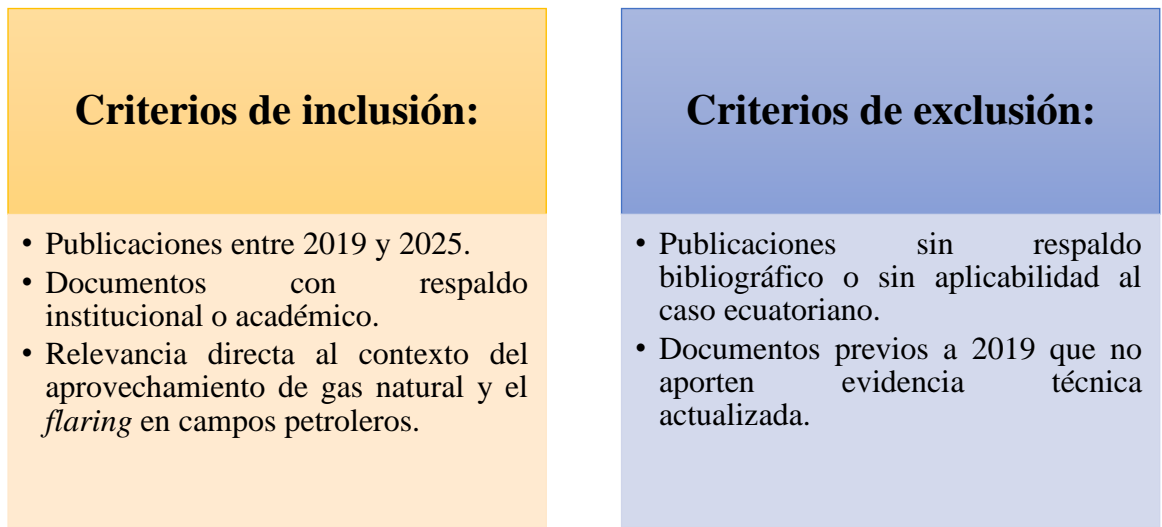 Criterios de inclusión:
• Publicaciones entre 2019 y 2025.
• Documentos con respaldo
institucional o académico.
• Relevancia directa al contexto del
aprovechamiento de gas natural y el
flaring en campos petroleros.
Criterios de exclusión:
• Publicaciones sin respaldo
bibliográfico o sin aplicabilidad al
caso ecuatoriano.
• Documentos previos a 2019 que no
aporten evidencia técnica
actualizada.